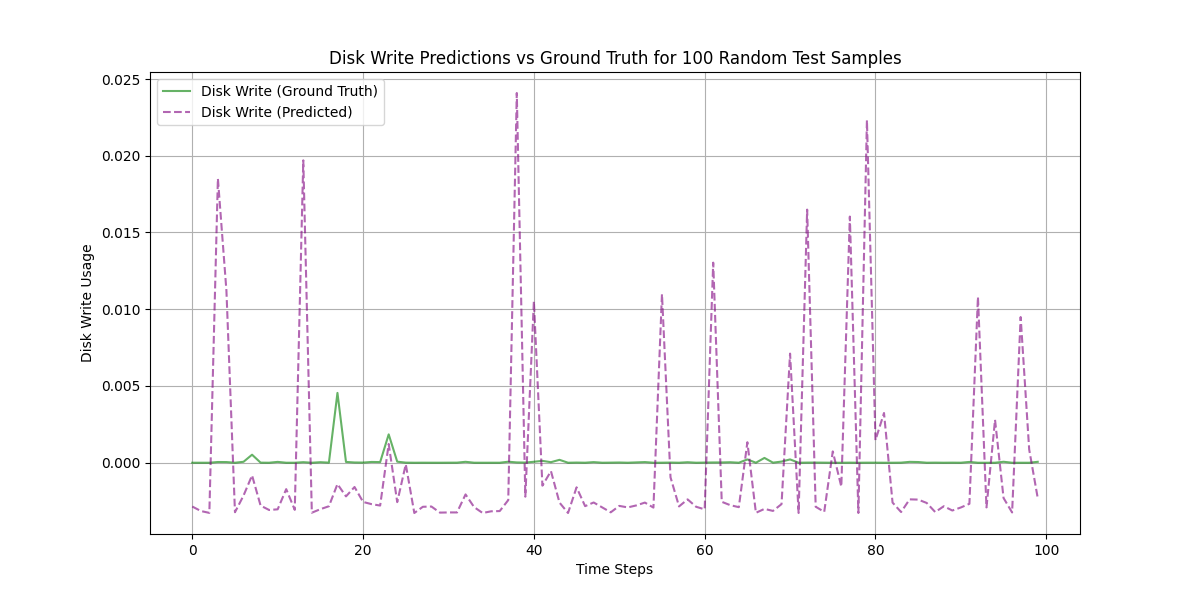 Disk Write Predictions vs Ground Truth for 100 Random Test Samples
Disk Write (Ground Truth)
Disk Write (Predicted)
Disk Write Usage
0.025
0.020
0.015
0.010
0.005
0.000
0 20 40 60 80 100
Time Steps